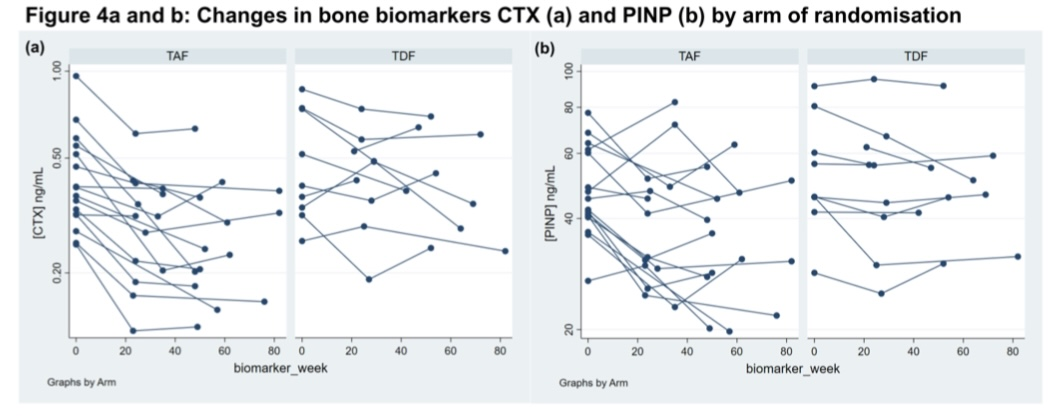 Figure 4a and b: Changes in bone biomarkers CTX (a) and PINP (b) by arm of randomisation
(a)
TAF
TDF
[CTX] ng/mL
1.00
0.50
0.20
0 20 40 60 80
0 20 40 60 80
biomarker_week
Graphs by Arm
(b)
TAF
TDF
[PINP] ng/mL
100
80
60
40
20
0 20 40 60 80
0 20 40 60 80
biomarker_week
Graphs by Arm